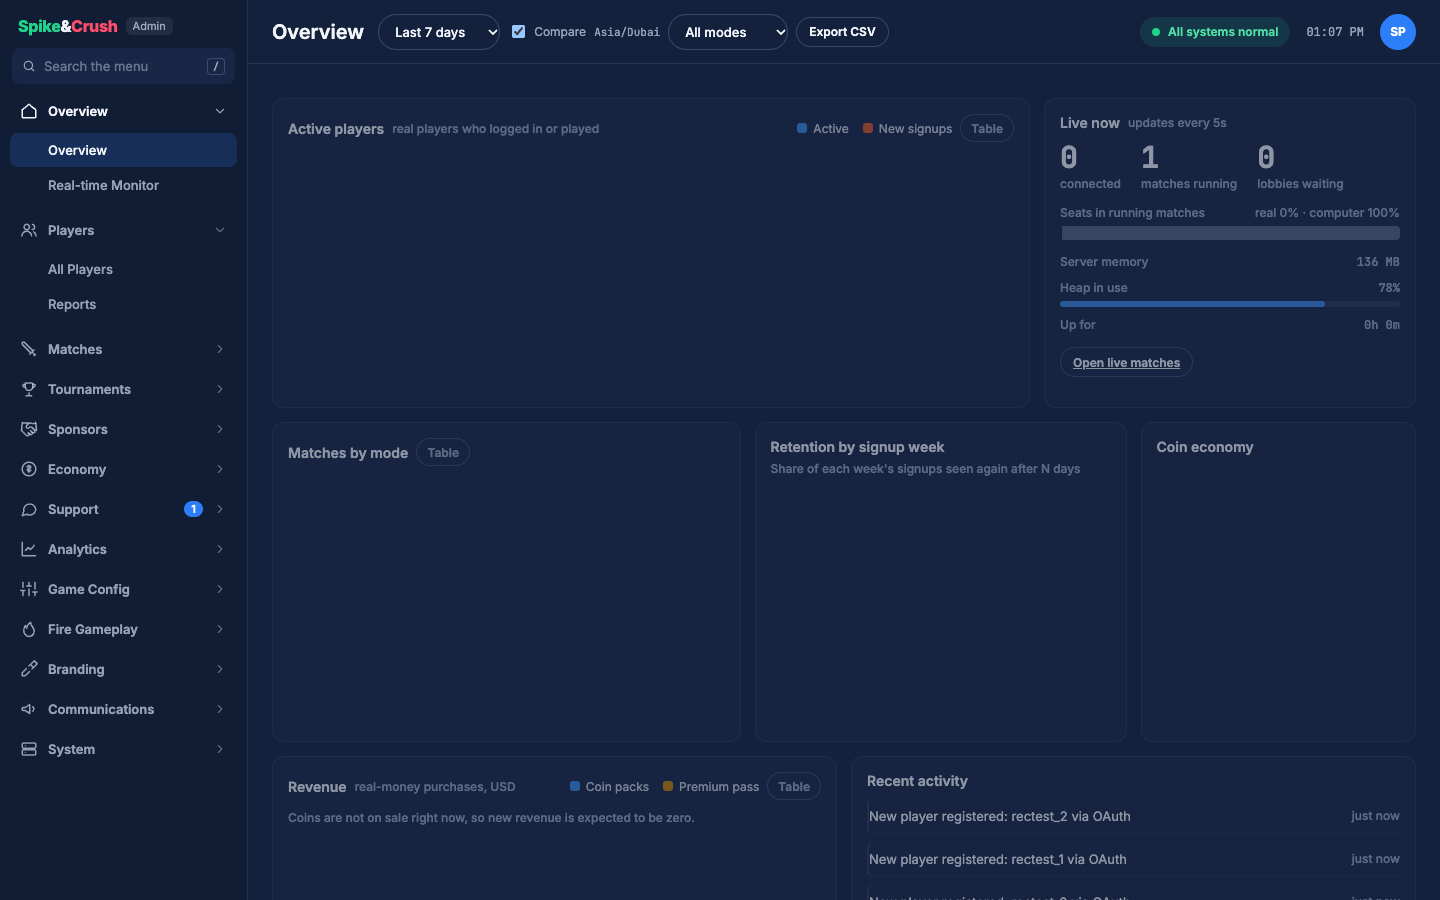 Spike&Crush Admin
Search the menu /
Overview
Overview
Real-time Monitor
Players
All Players
Reports
Matches
Tournaments
Sponsors
Economy
Support 1
Analytics
Game Config
Fire Gameplay
Branding
Communications
System
Overview Last 7 days Compare Asia/Dubai All modes Export CSV All systems normal 01:07 PM SP
Active players real players who logged in or played Active New signups Table
Live now updates every 5s
0 1 0
connected matches running lobbies waiting
Seats in running matches real 0% · computer 100%
Server memory 136 MB
Heap in use 78%
Up for 0h 0m
Open live matches
Matches by mode Table
Retention by signup week
Share of each week's signups seen again after N days
Coin economy
Revenue real-money purchases, USD Coin packs Premium pass Table
Coins are not on sale right now, so new revenue is expected to be zero.
Recent activity
New player registered: rectest_2 via OAuth just now
New player registered: rectest_1 via OAuth just now